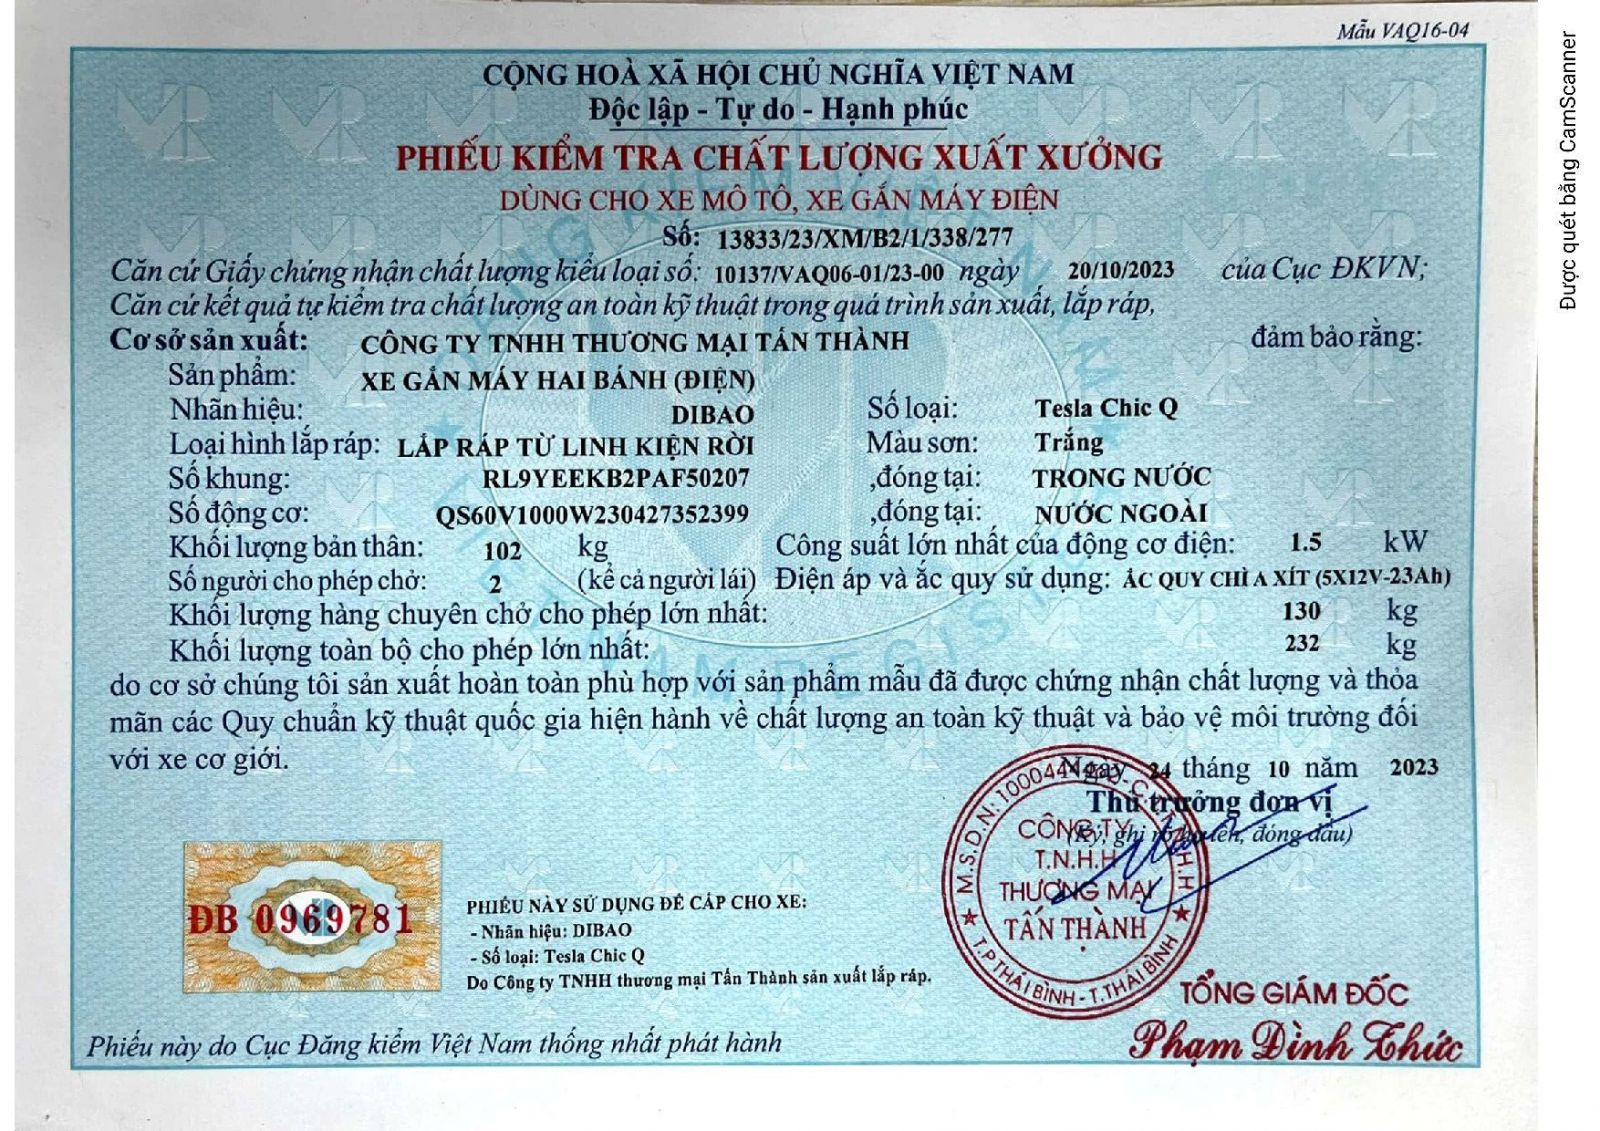 Mẫu VAQ16-04
CỘNG HOÀ XÃ HỘI CHỦ NGHĨA VIỆT NAM
Độc lập - Tự do - Hạnh phúc
PHIẾU KIỂM TRA CHẤT LƯỢNG XUẤT XƯỞNG
DÙNG CHO XE MÔ TÔ, XE GẮN MÁY ĐIỆN
Số: 13833/23/XM/B2/1/338/277
Căn cứ Giấy chứng nhận chất lượng kiểu loại số: 10137/VAQ06-01/23-00 ngày 20/10/2023 của Cục ĐKVN;
Căn cứ kết quả tự kiểm tra chất lượng an toàn kỹ thuật trong quá trình sản xuất, lắp ráp,
Cơ sở sản xuất: CÔNG TY TNHH THƯƠNG MẠI TẤN THÀNH đảm bảo rằng:
Sản phẩm: XE GẮN MÁY HAI BÁNH (ĐIỆN)
Nhãn hiệu: DIBAO Số loại: Tesla Chic Q
Loại hình lắp ráp: LẮP RÁP TỪ LINH KIỆN RỜI Màu sơn: Trắng
Số khung: RL9YEEKB2PAF50207 ,đóng tại: TRONG NƯỚC
Số động cơ: QS60V1000W230427352399 ,đóng tại: NƯỚC NGOÀI
Khối lượng bản thân: 102 kg Công suất lớn nhất của động cơ điện: 1.5 kW
Số người cho phép chở: 2 (kể cả người lái) Điện áp và ắc quy sử dụng: ẮC QUY CHÌ A XÍT (5X12V-23Ah)
Khối lượng hàng chuyên chở cho phép lớn nhất: 130 kg
Khối lượng toàn bộ cho phép lớn nhất: 232 kg
do cơ sở chúng tôi sản xuất hoàn toàn phù hợp với sản phẩm mẫu đã được chứng nhận chất lượng và thỏa
mãn các Quy chuẩn kỹ thuật quốc gia hiện hành về chất lượng an toàn kỹ thuật và bảo vệ môi trường đối
với xe cơ giới.
Ngày 24 tháng 10 năm 2023
Thủ trưởng đơn vị
(Ký, ghi rõ họ tên, đóng dấu)
CÔNG TY
T.N.H.H
THƯƠNG MẠI
TẤN THÀNH
T.P THÁI BÌNH - T.THÁI BÌNH
ĐB 0969781
PHIẾU NÀY SỬ DỤNG ĐỂ CẤP CHO XE:
- Nhãn hiệu: DIBAO
- Số loại: Tesla Chic Q
Do Công ty TNHH thương mại Tấn Thành sản xuất lắp ráp.
TỔNG GIÁM ĐỐC
Phạm Đình Thức
Phiếu này do Cục Đăng kiểm Việt Nam thống nhất phát hành
Được quét bằng CamScanner